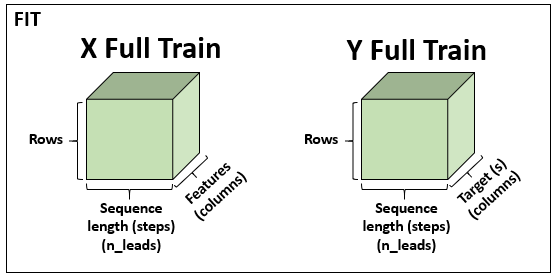 FIT
X Full Train
Rows
Sequence
length (steps)
(n_leads)
Features
(columns)
Y Full Train
Rows
Sequence
length (steps)
(n_leads)
Target (s)
(columns)